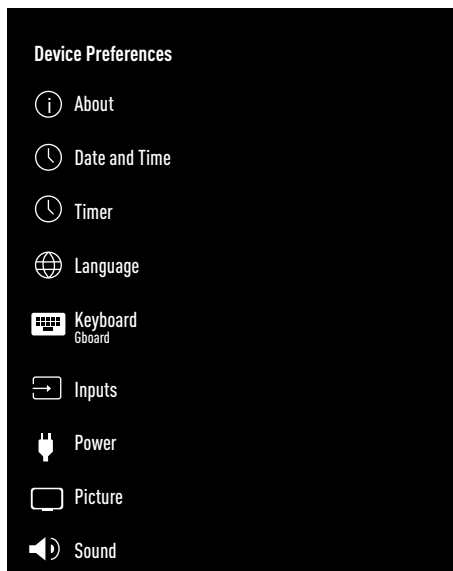 Device Preferences
About
Date and Time
Timer
Language
Keyboard
Gboard
Inputs
Power
Picture
Sound